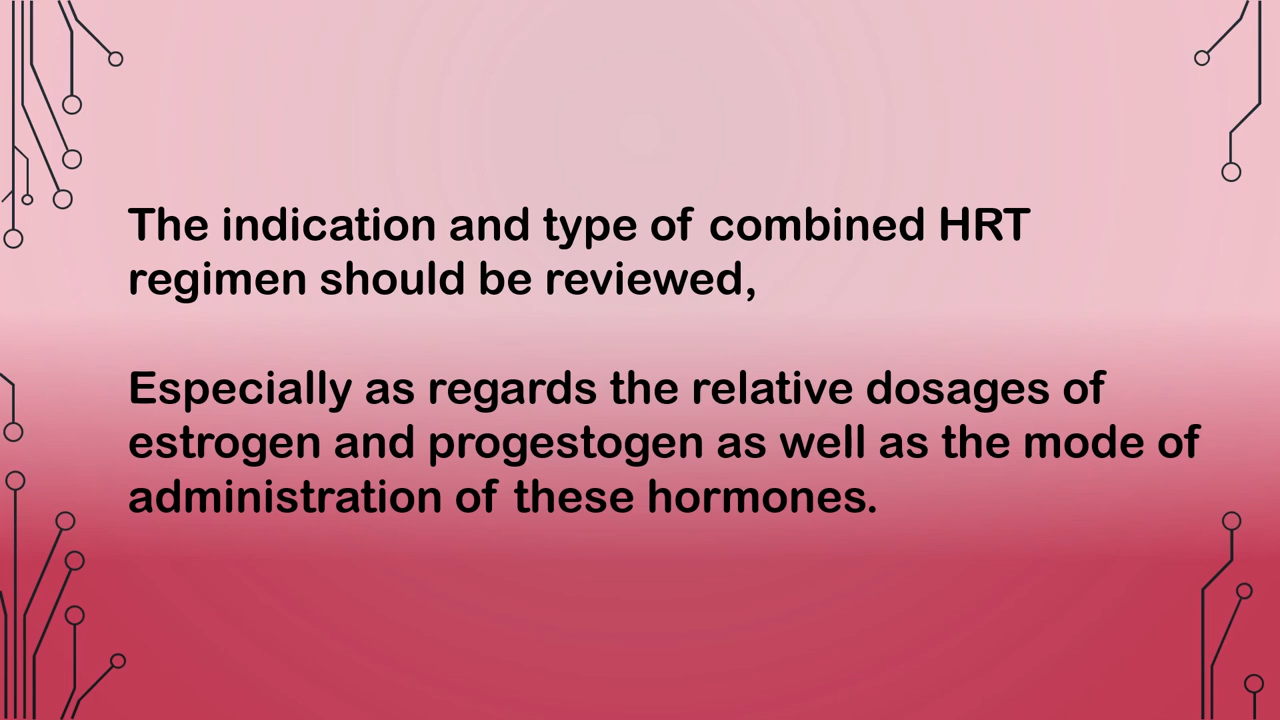 The indication and type of combined HRT
regimen should be reviewed,
Especially as regards the relative dosages of
estrogen and progestogen as well as the mode of
administration of these hormones.